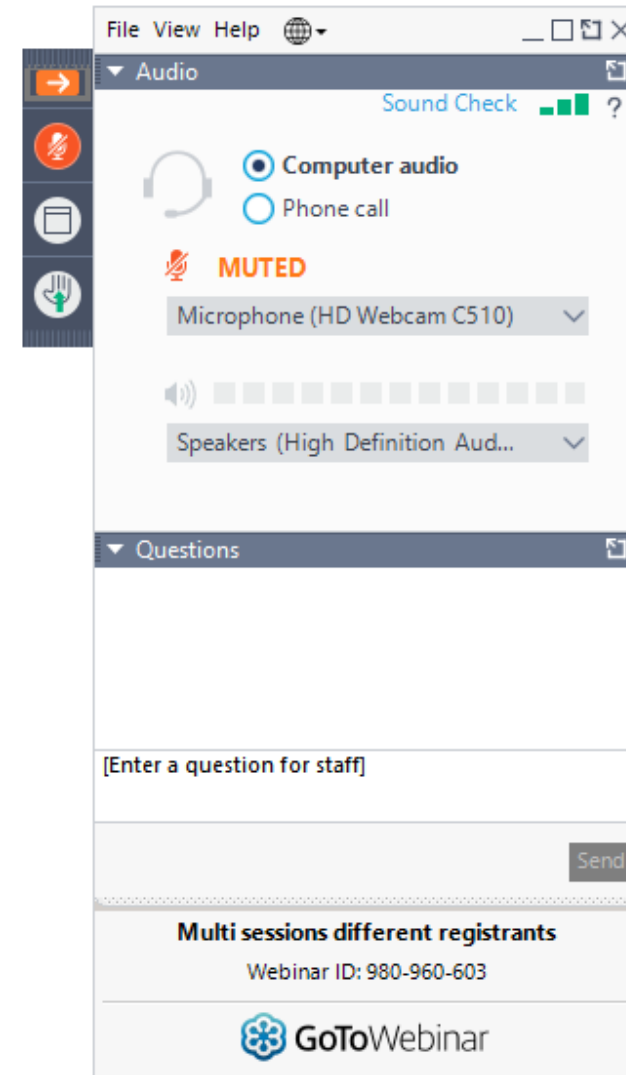 File View Help
Audio
Sound Check ?
Computer audio
Phone call
MUTED
Microphone (HD Webcam C510)
Speakers (High Definition Aud...
Questions
[Enter a question for staff]
Send
Multi sessions different registrants
Webinar ID: 980-960-603
GoToWebinar